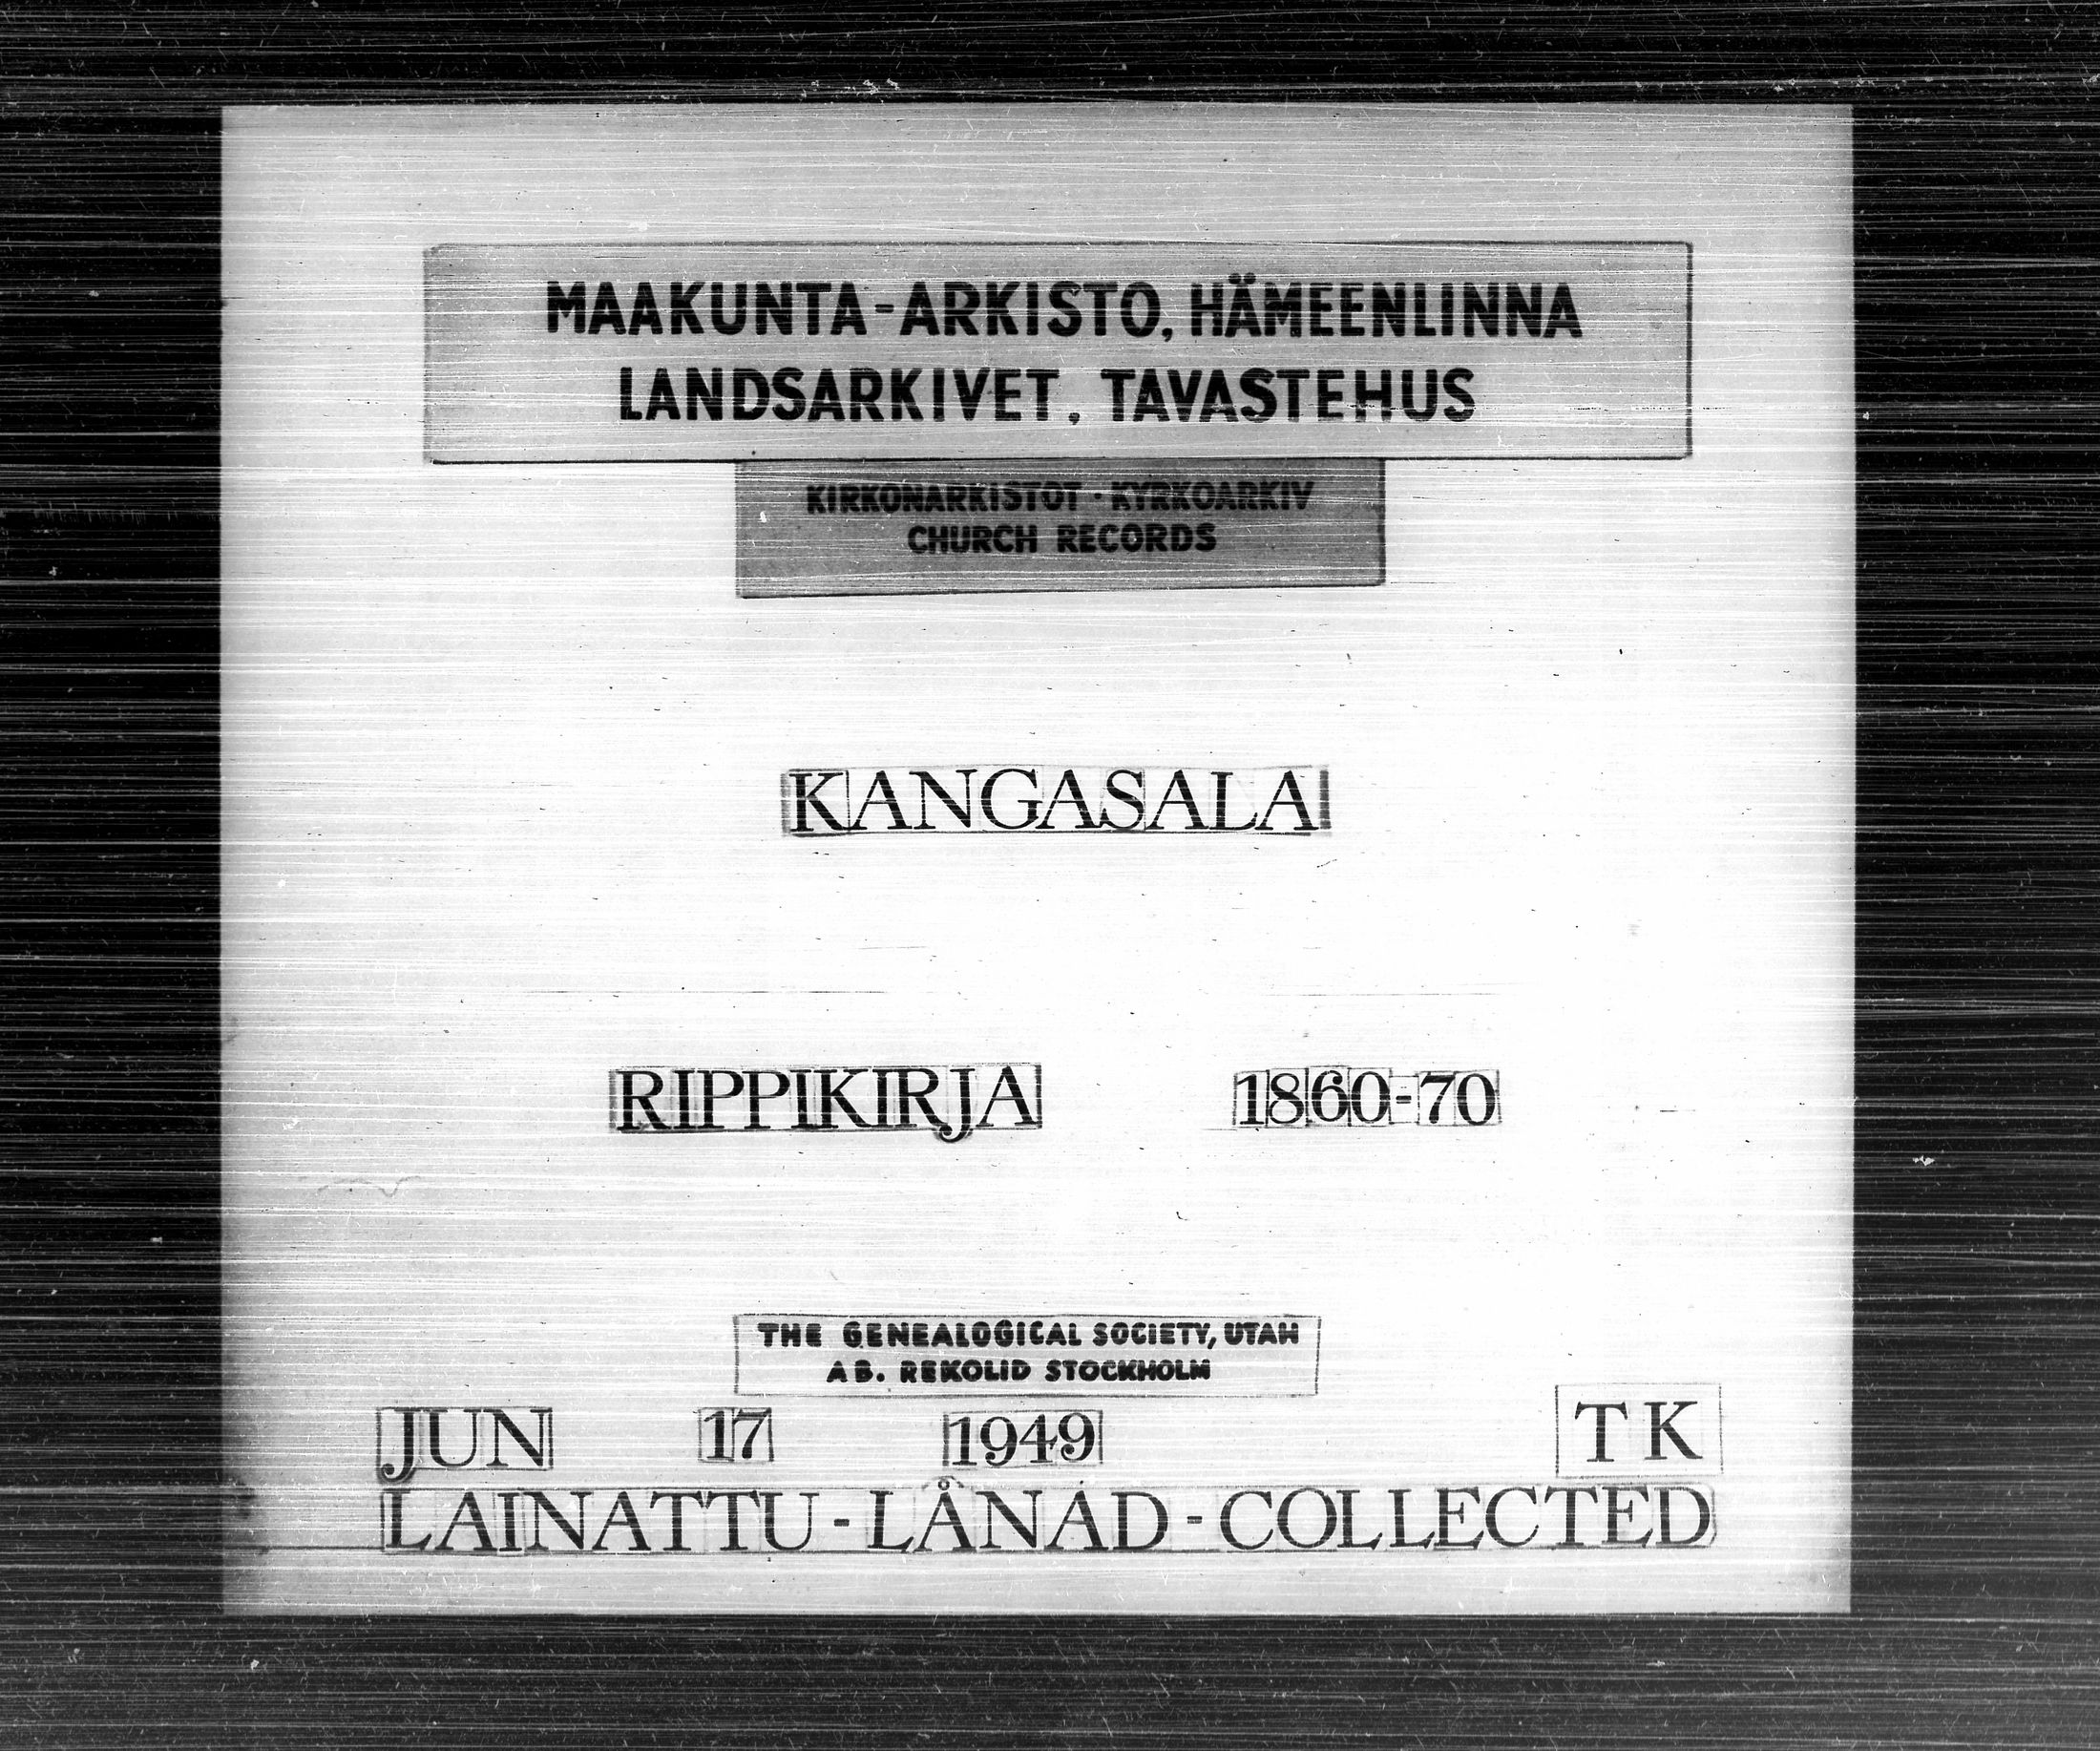 MAAKUNTA-ARKISTO, HÄMEENLINNA
LANDSARKIVET, TAVASTEHUS
KIRKONARKISTOT - KYRKOARKIV
CHURCH RECORDS
KANGASALA
RIPPIKIRJA 1860-70
THE GENEALOGICAL SOCIETY, UTAH
AB. REKOLID STOCKHOLM
JUN 17 1949 TK
LAINATTU - LÅNAD - COLLECTED